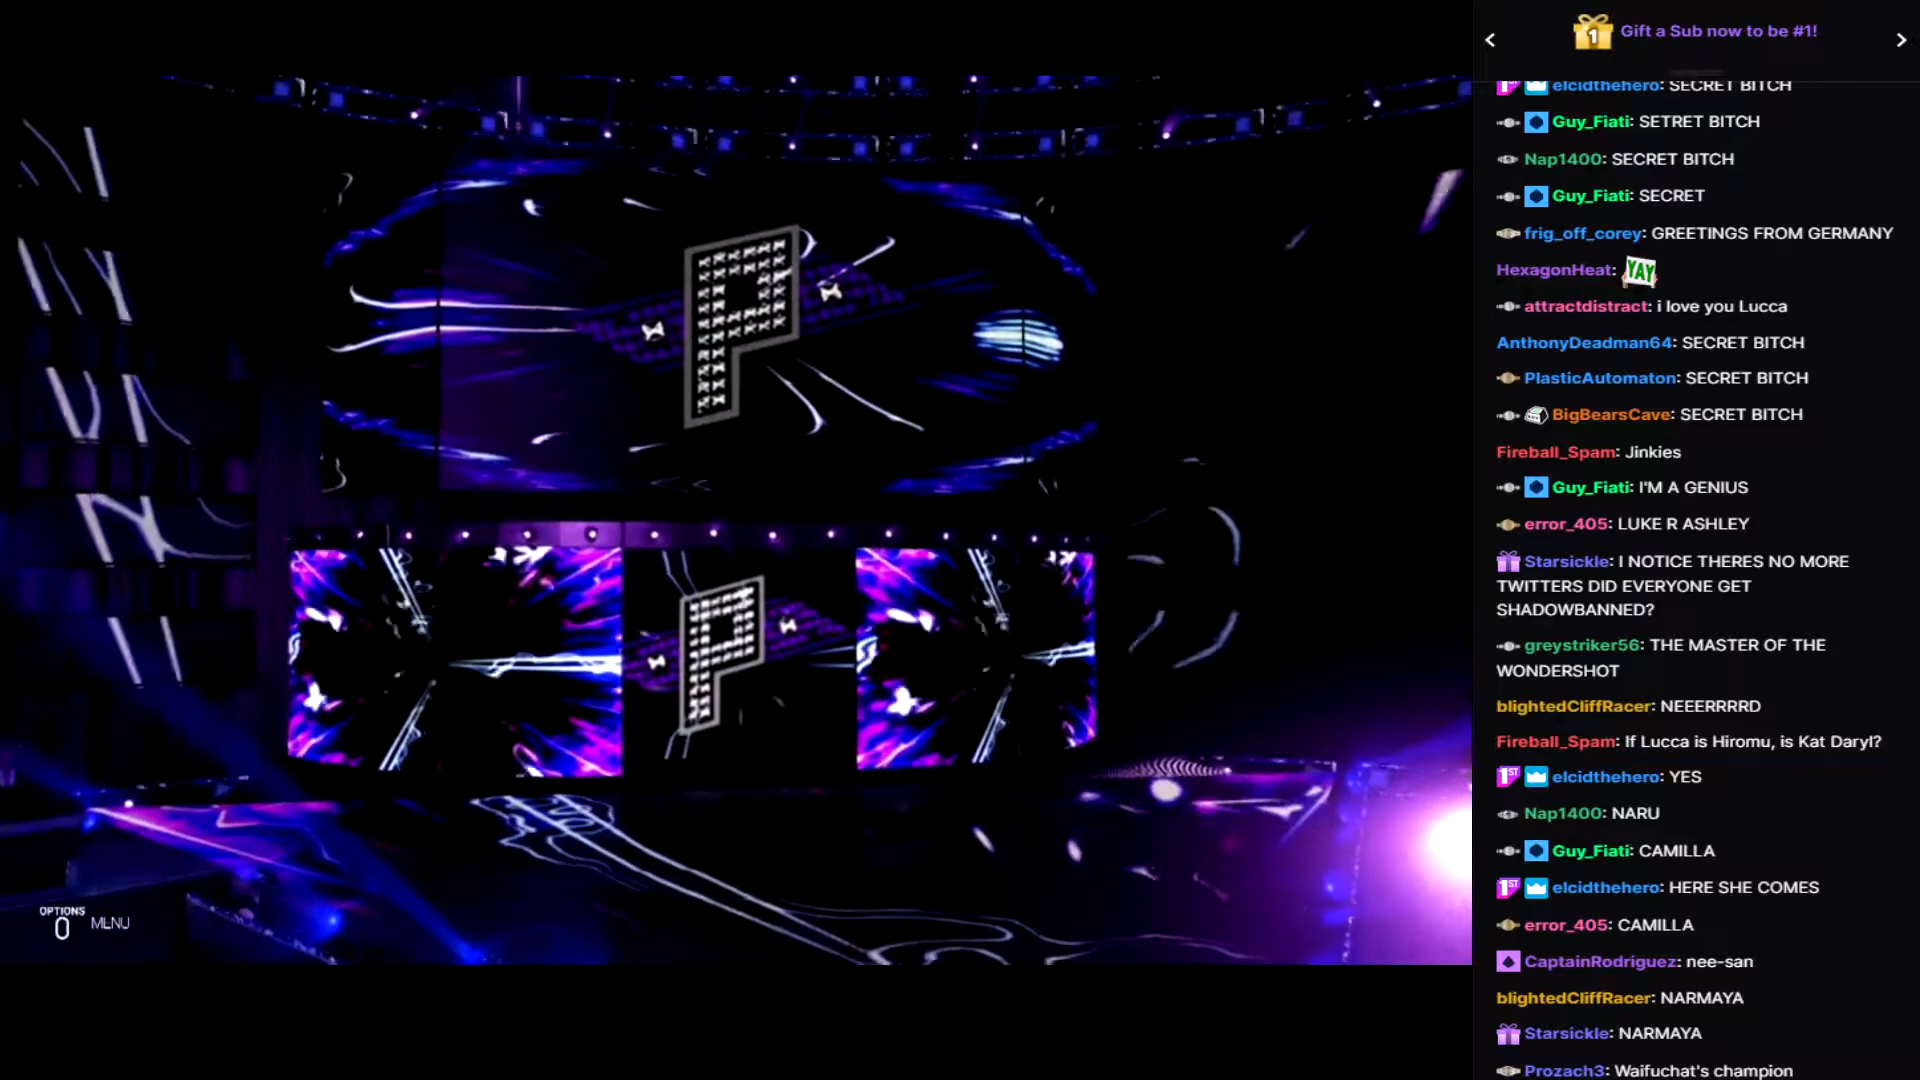 P
P
OPTIONS
MENU
Gift a Sub now to be #1!
elcidthehero: SECRET BITCH
Guy_Fiati: SETRET BITCH
Nap1400: SECRET BITCH
Guy_Fiati: SECRET
frig_off_corey: GREETINGS FROM GERMANY
HexagonHeat: YAY
attractdistract: i love you Lucca
AnthonyDeadman64: SECRET BITCH
PlasticAutomaton: SECRET BITCH
BigBearsCave: SECRET BITCH
Fireball_Spam: Jinkies
Guy_Fiati: I'M A GENIUS
error_405: LUKE R ASHLEY
Starsickle: I NOTICE THERES NO MORE
TWITTERS DID EVERYONE GET
SHADOWBANNED?
greystriker56: THE MASTER OF THE
WONDERSHOT
blightedCliffRacer: NEEERRRRD
Fireball_Spam: If Lucca is Hiromu, is Kat Daryl?
1ST elcidthehero: YES
Nap1400: NARU
Guy_Fiati: CAMILLA
1ST elcidthehero: HERE SHE COMES
error_405: CAMILLA
CaptainRodriguez: nee-san
blightedCliffRacer: NARMAYA
Starsickle: NARMAYA
Prozach3: Waifuchat's champion